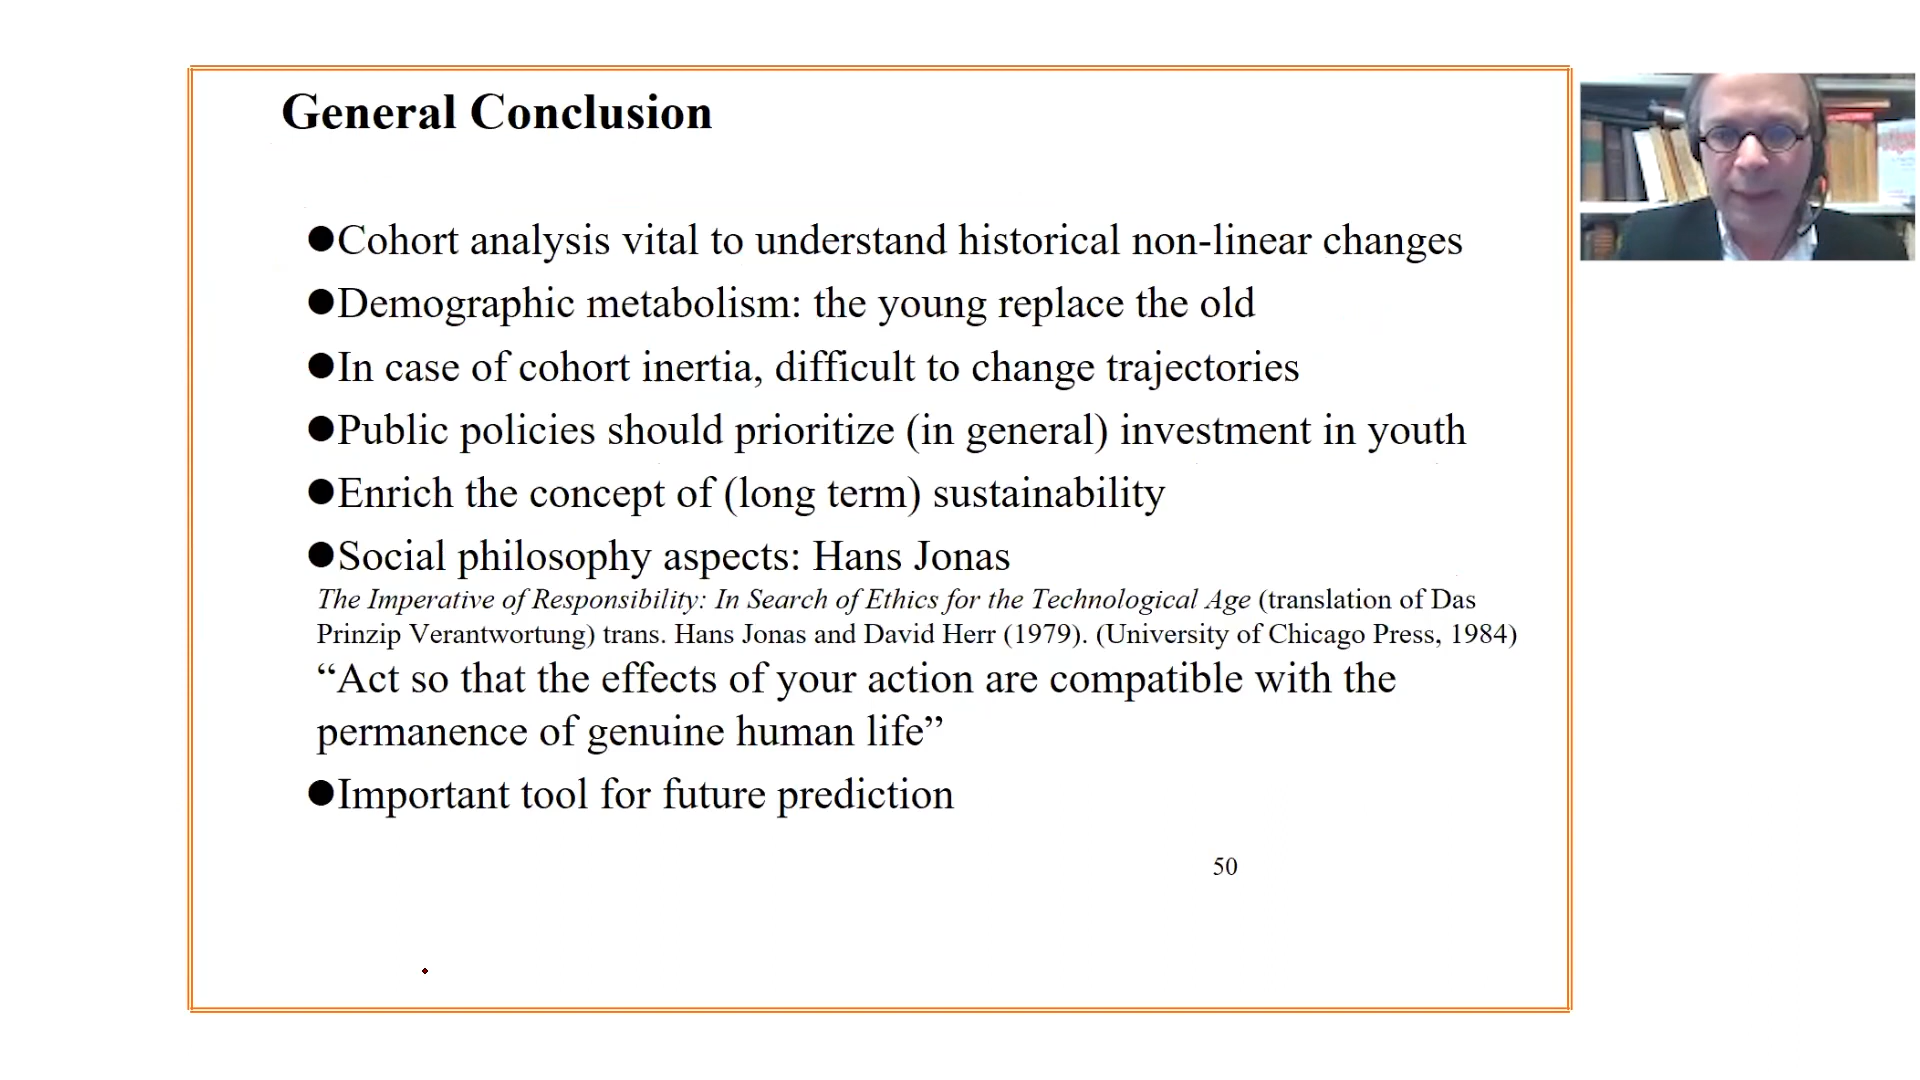 General Conclusion
●Cohort analysis vital to understand historical non-linear changes
●Demographic metabolism: the young replace the old
●In case of cohort inertia, difficult to change trajectories
●Public policies should prioritize (in general) investment in youth
●Enrich the concept of (long term) sustainability
●Social philosophy aspects: Hans Jonas
The Imperative of Responsibility: In Search of Ethics for the Technological Age (translation of Das
Prinzip Verantwortung) trans. Hans Jonas and David Herr (1979). (University of Chicago Press, 1984)
“Act so that the effects of your action are compatible with the
permanence of genuine human life”
●Important tool for future prediction
50